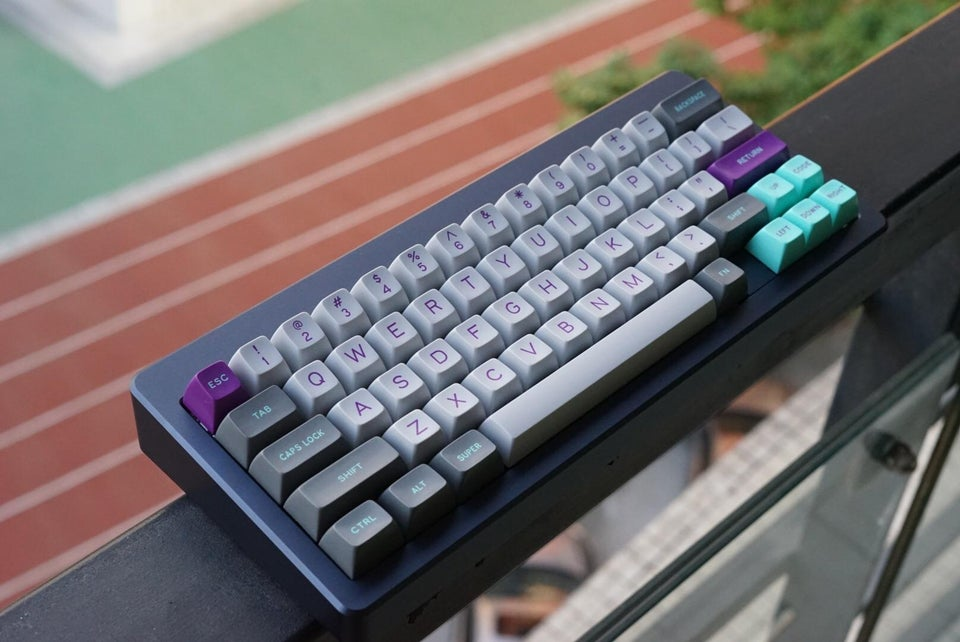 ESC ! 1 @ 2 # 3 $ 4 % 5 ^ 6 & 7 * 8 ( 9 ) 0 + = _ - BACKSPACE
TAB Q W E R T Y U I O P { [ } ] | \
CAPS LOCK A S D F G H J K L : ; " ' RETURN
SHIFT Z X C V B N M < , > . SHIFT UP CODE
CTRL ALT SUPER FN LEFT DOWN RIGHT